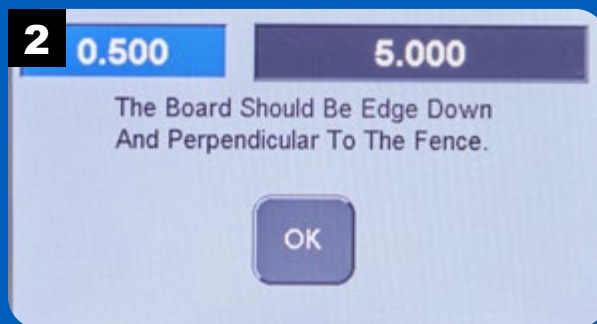 2
0.500 5.000
The Board Should Be Edge Down
And Perpendicular To The Fence.
OK